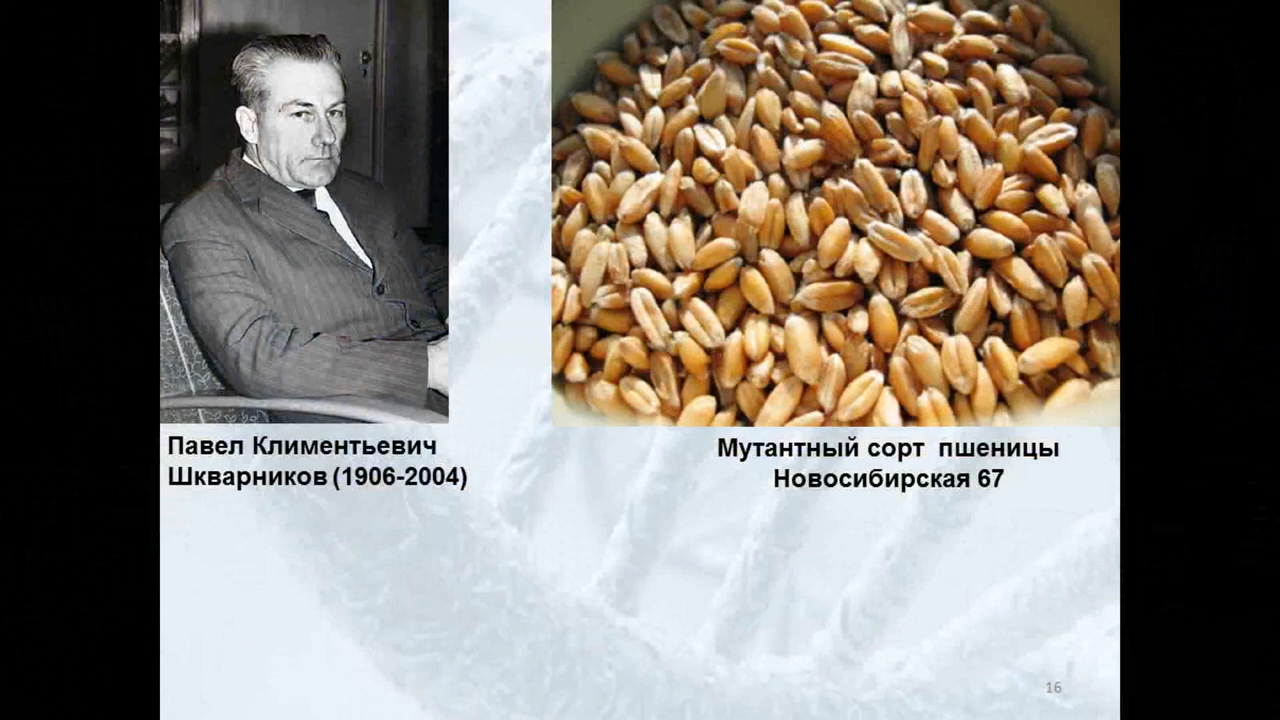 Павел Климентьевич
Шкварников (1906-2004)
Мутантный сорт пшеницы
Новосибирская 67
16